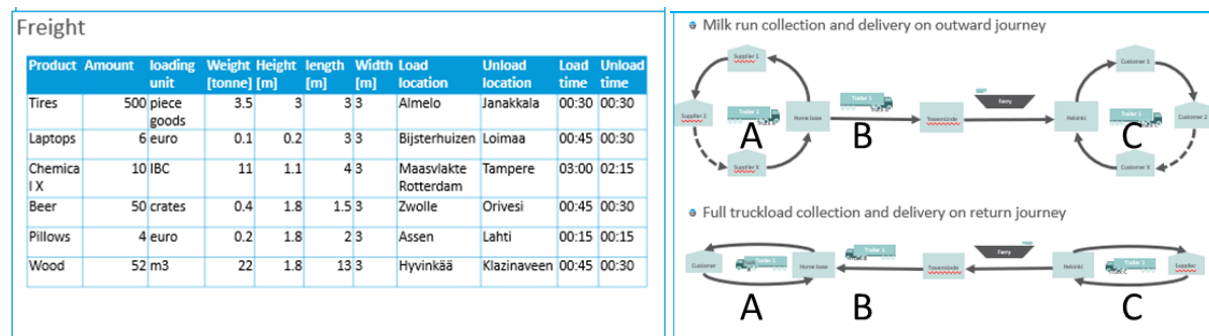 Freight
Product Amount loading unit Weight [tonne] Height [m] length [m] Width [m] Load location Unload location Load time Unload time
Tires 500 piece goods 3.5 3 3 3 Almelo Janakkala 00:30 00:30
Laptops 6 euro 0.1 0.2 3 3 Bijsterhuizen Loimaa 00:45 00:30
Chemica l X 10 IBC 11 1.1 4 3 Maasvlakte Rotterdam Tampere 03:00 02:15
Beer 50 crates 0.4 1.8 1.5 3 Zwolle Orivesi 00:45 00:30
Pillows 4 euro 0.2 1.8 2 3 Assen Lahti 00:15 00:15
Wood 52 m3 22 1.8 13 3 Hyvinkää Klazinaveen 00:45 00:30
Milk run collection and delivery on outward journey
Supplier 1
Customer 1
Trailer 1
Ferry
Supplier 2
Trailer 1
Home base
Travemünde
Helsinki
Trailer 1
Customer 2
A
B
C
Supplier X
Customer X
Full truckload collection and delivery on return journey
Trailer 1
Ferry
Customer
Trailer 1
Home base
Travemünde
Helsinki
Trailer 1
Supplier
A
B
C